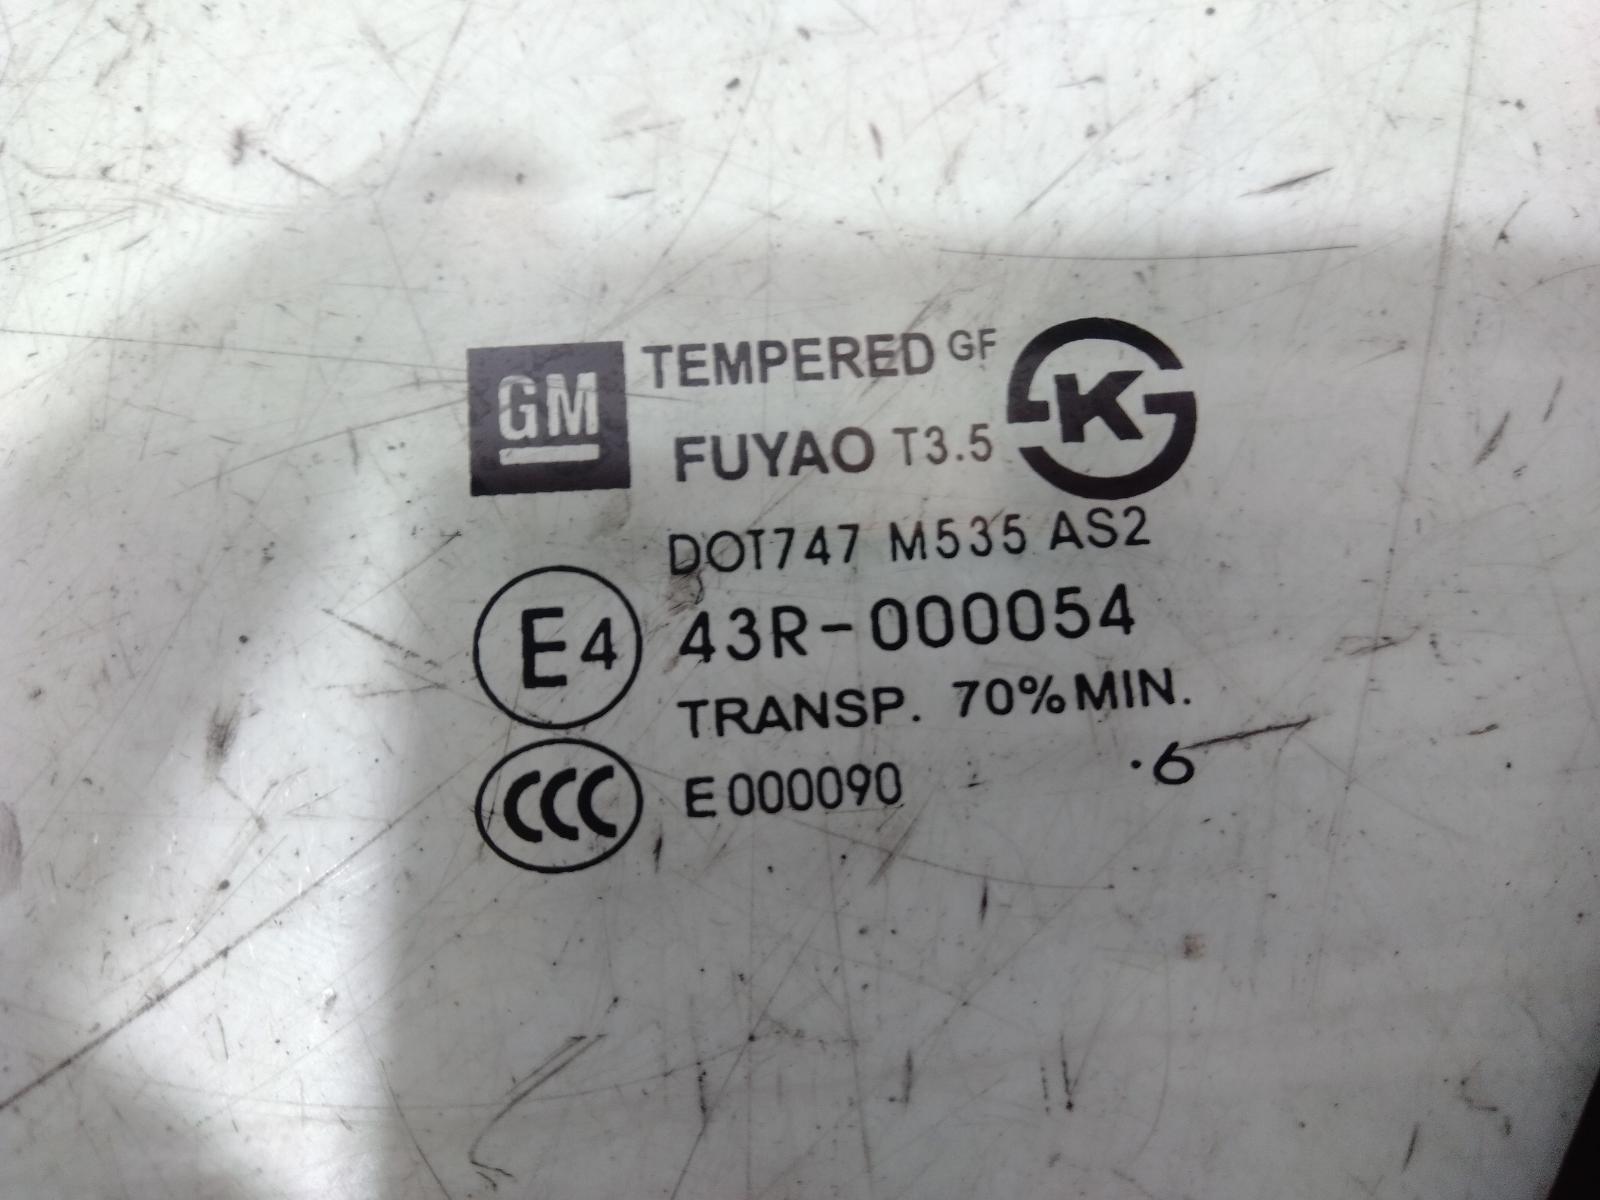 GM TEMPERED GF
FUYAO T3.5 K
DOT747 M535 AS2
E4 43R-000054
TRANSP. 70% MIN.
CCC E000090 .6